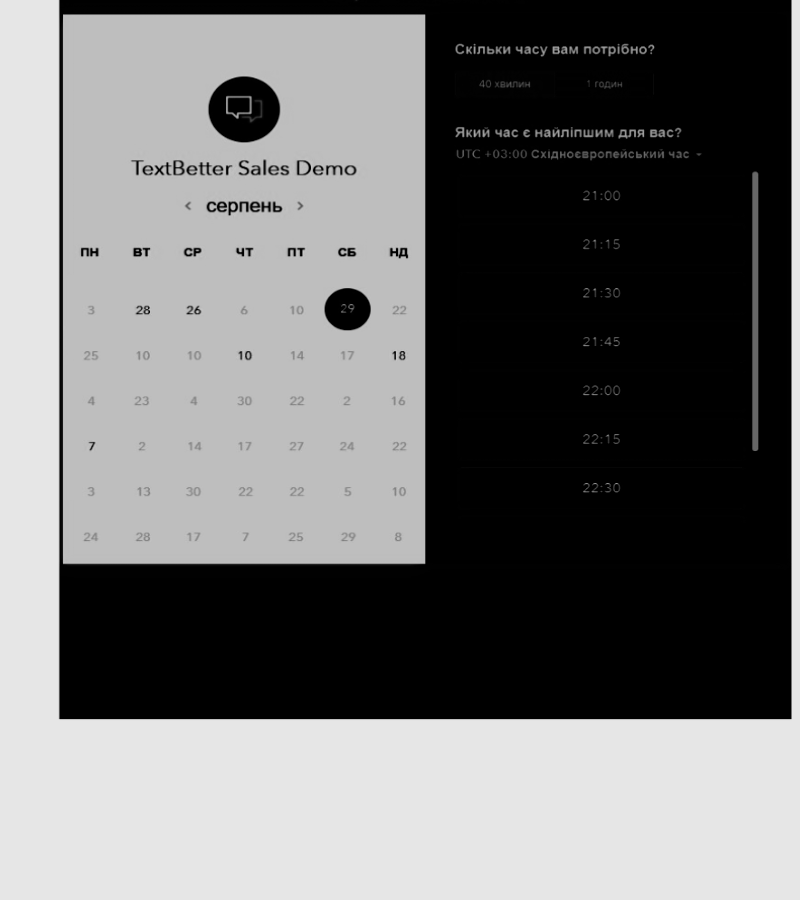 TextBetter Sales Demo
< серпень >
ПН ВТ СР ЧТ ПТ СБ НД
3 28 26 6 10 29 22
25 10 10 10 14 17 18
4 23 4 30 22 2 16
7 2 14 17 27 24 22
3 13 30 22 22 5 10
24 28 17 7 25 29 8
Скільки часу вам потрібно?
40 хвилин 1 годин
Який час є найліпшим для вас?
UTC +03:00 Східноєвропейський час
21:00
21:15
21:30
21:45
22:00
22:15
22:30